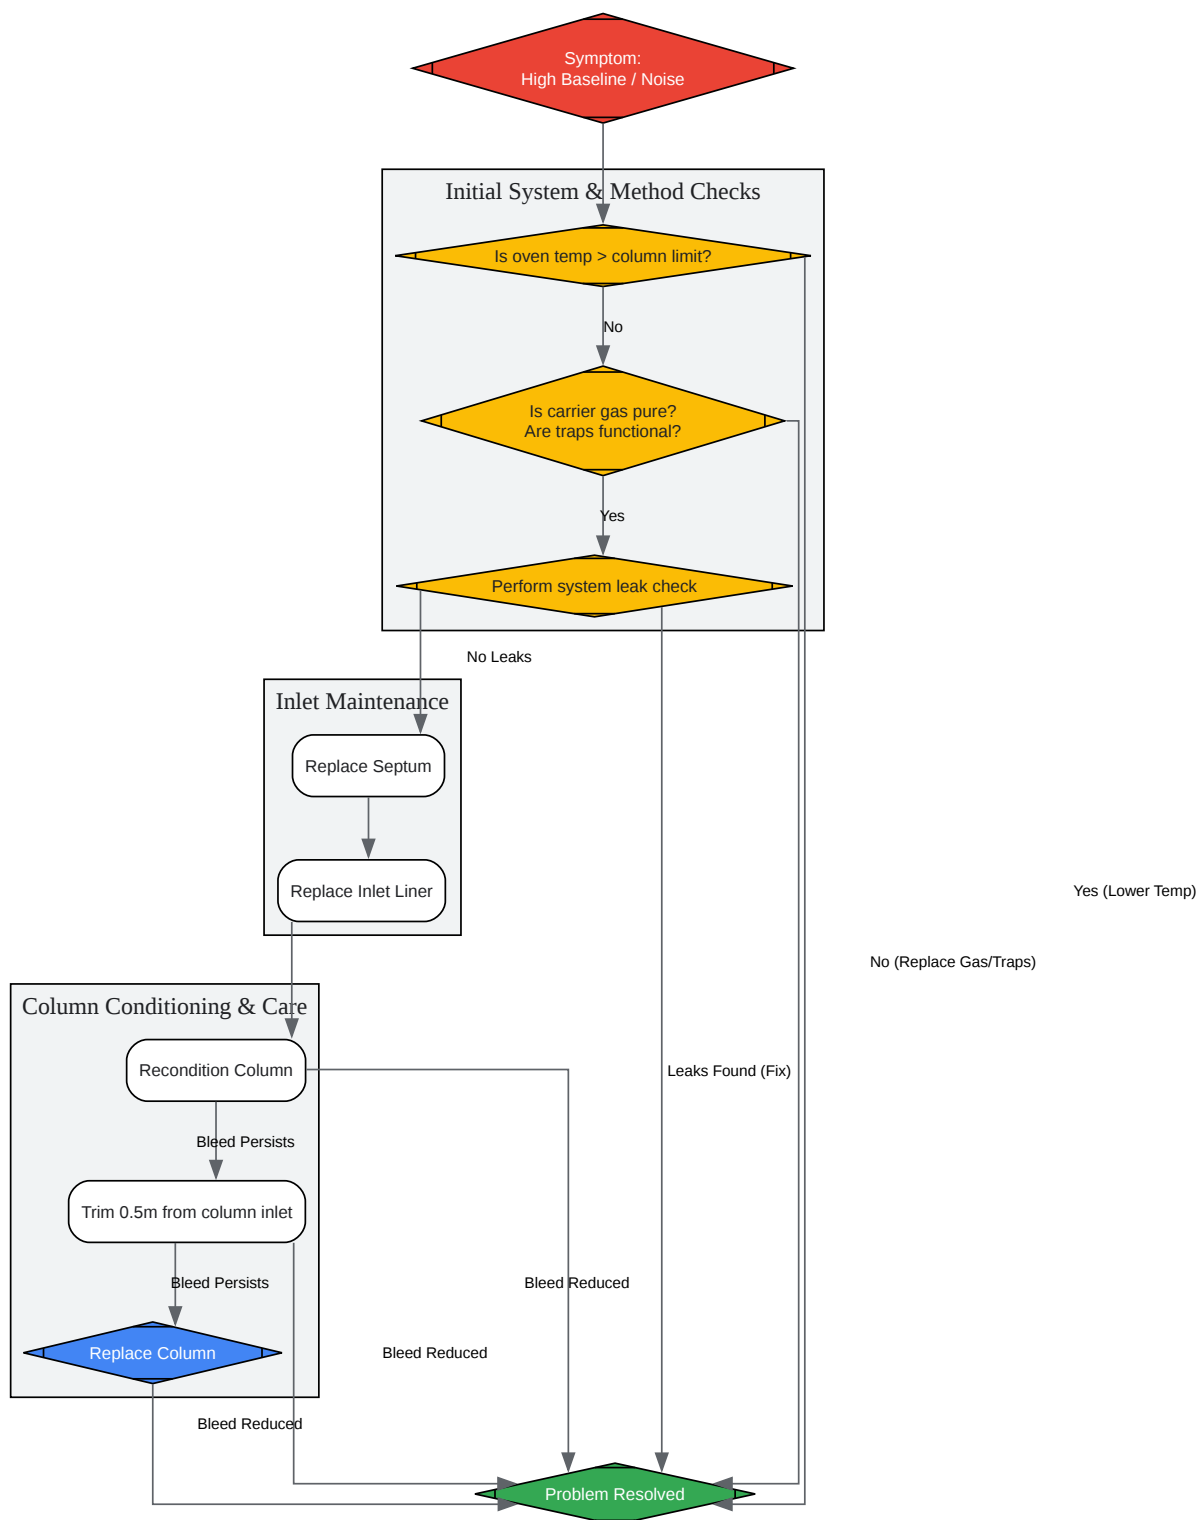 Symptom:
High Baseline / Noise
Initial System & Method Checks
Is oven temp > column limit?
No
Is carrier gas pure?
Are traps functional?
Yes
Perform system leak check
No Leaks
Inlet Maintenance
Replace Septum
Replace Inlet Liner
Yes (Lower Temp)
No (Replace Gas/Traps)
Column Conditioning & Care
Recondition Column
Leaks Found (Fix)
Bleed Persists
Trim 0.5m from column inlet
Bleed Persists
Bleed Reduced
Replace Column
Bleed Reduced
Bleed Reduced
Problem Resolved